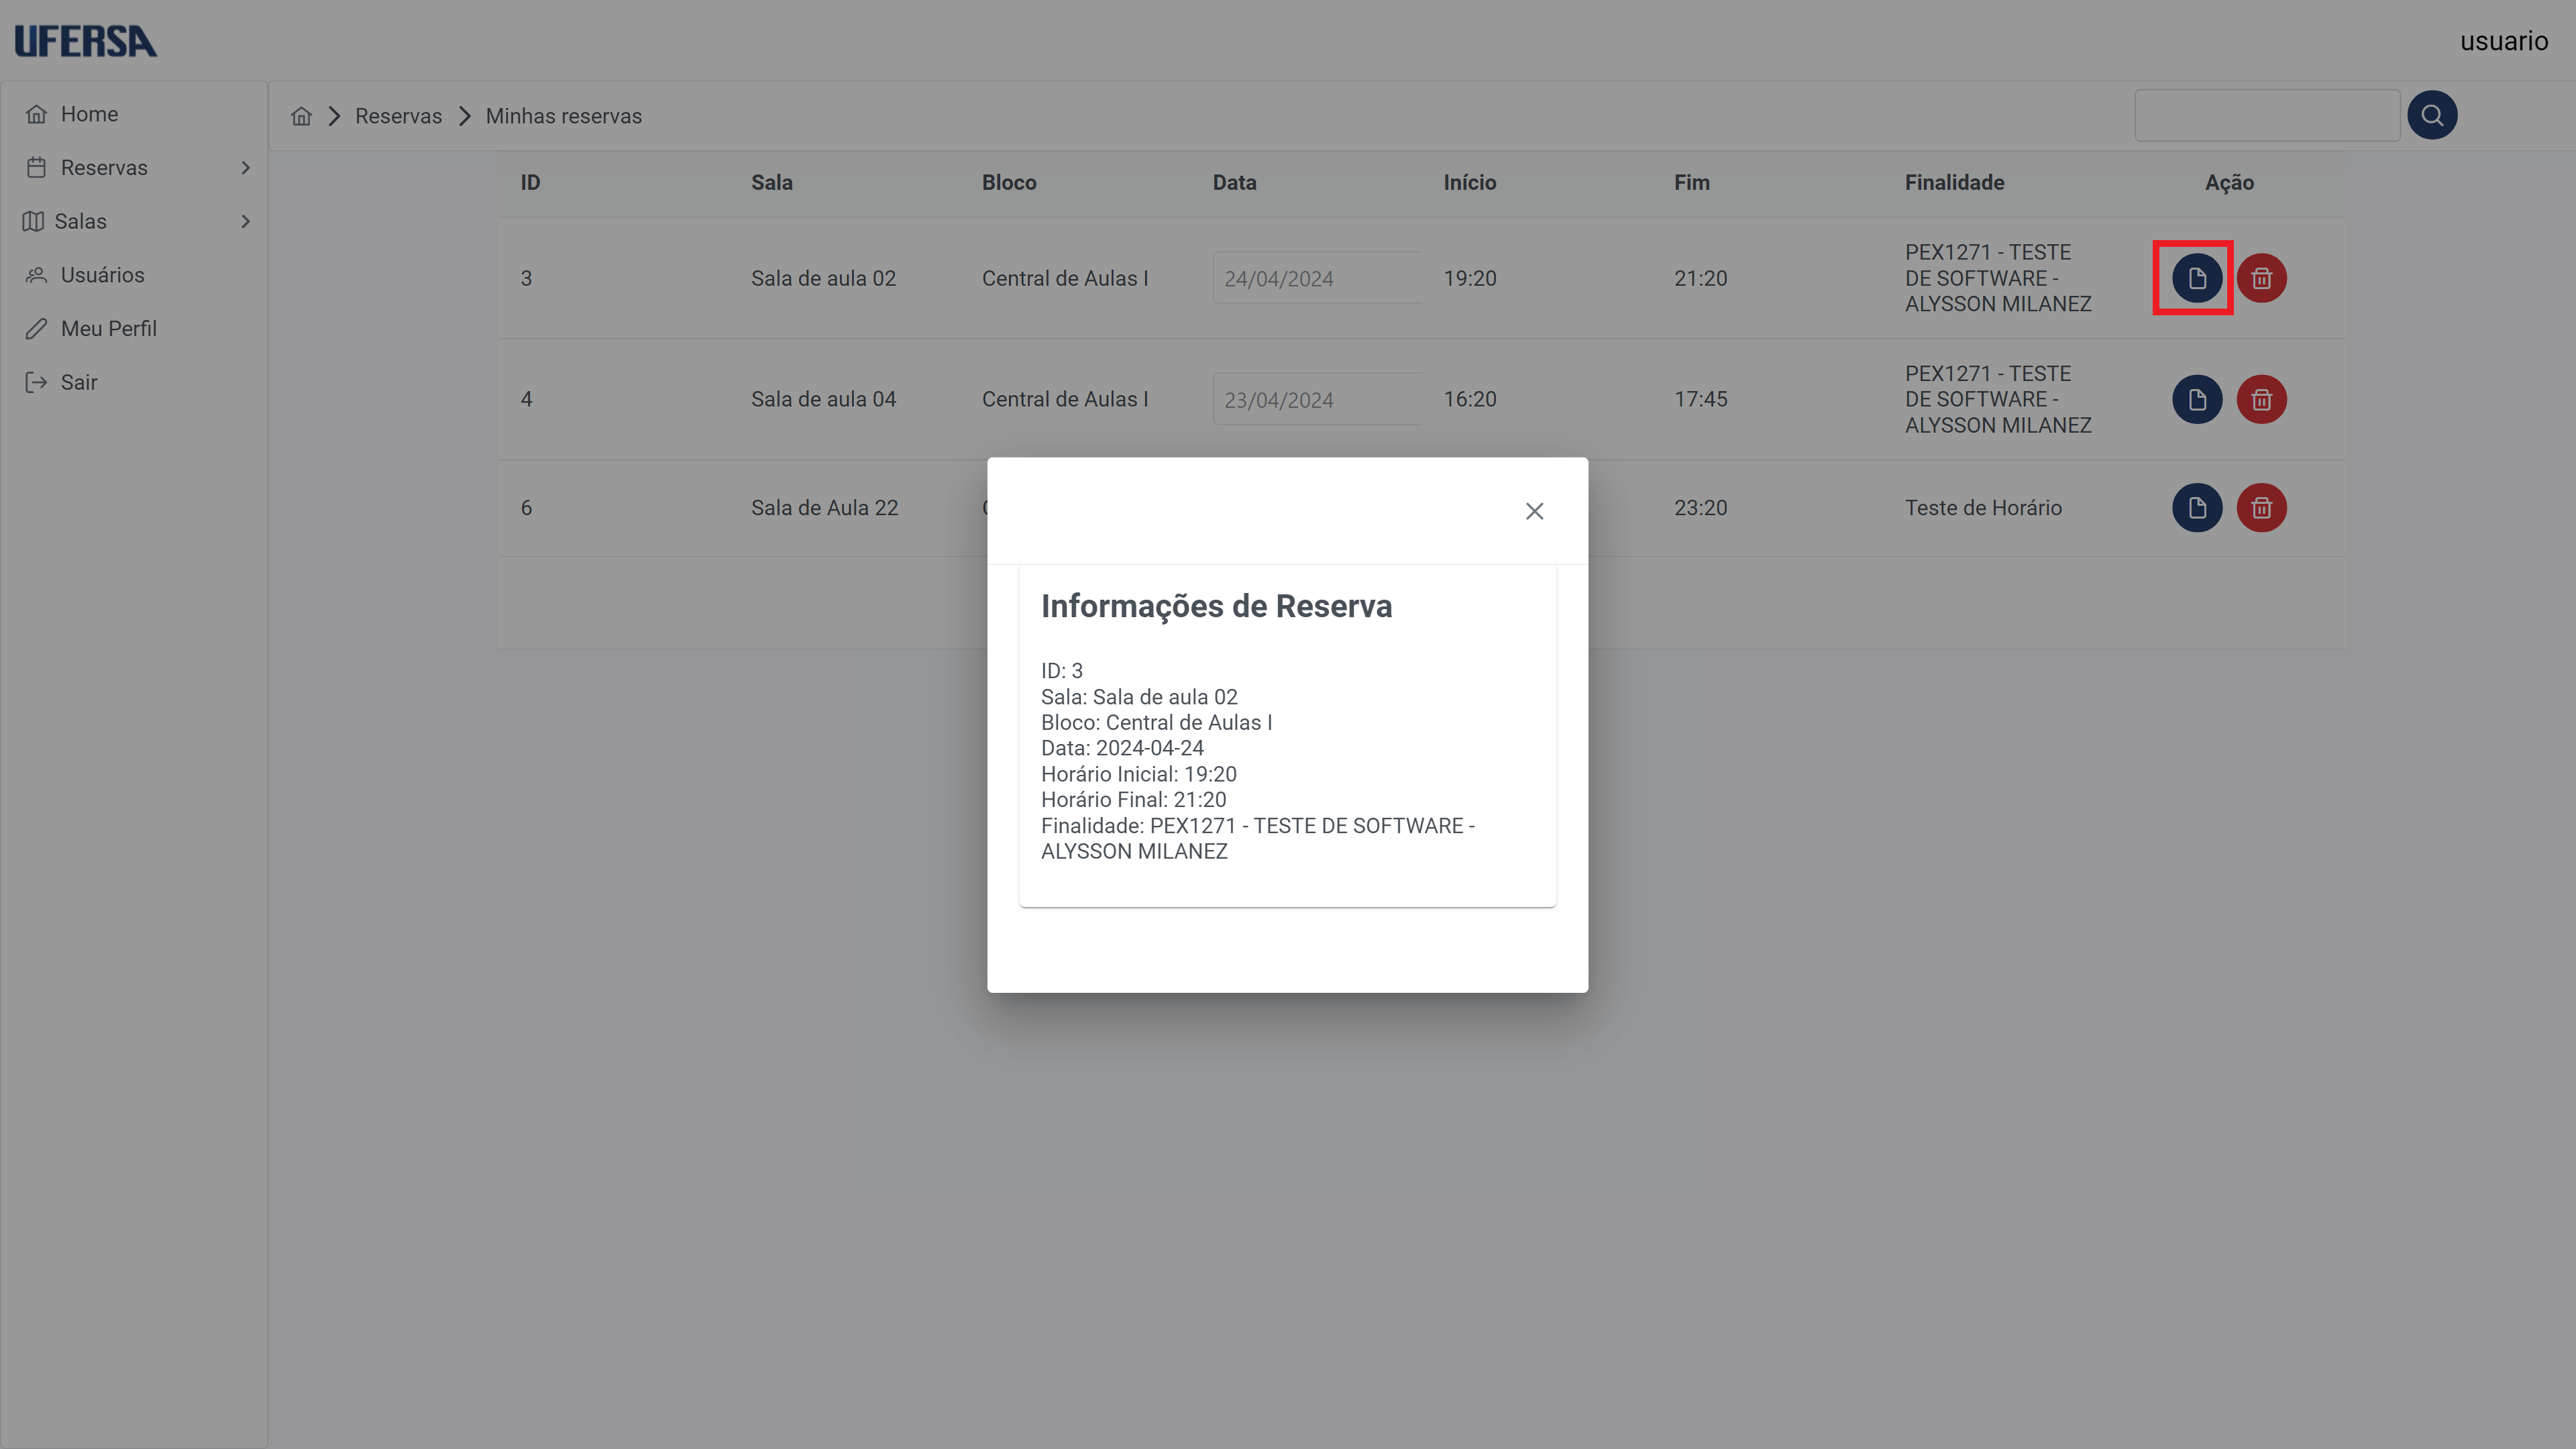 UFERSA
usuario
Home
Reservas
Salas
Usuários
Meu Perfil
Sair
Reservas
Minhas reservas
ID Sala Bloco Data Início Fim Finalidade Ação
3 Sala de aula 02 Central de Aulas I 24/04/2024 19:20 21:20 PEX1271 - TESTE
DE SOFTWARE -
ALYSSON MILANEZ
4 Sala de aula 04 Central de Aulas I 23/04/2024 16:20 17:45 PEX1271 - TESTE
DE SOFTWARE -
ALYSSON MILANEZ
6 Sala de Aula 22 23:20 Teste de Horário
Informações de Reserva
ID: 3
Sala: Sala de aula 02
Bloco: Central de Aulas I
Data: 2024-04-24
Horário Inicial: 19:20
Horário Final: 21:20
Finalidade: PEX1271 - TESTE DE SOFTWARE -
ALYSSON MILANEZ